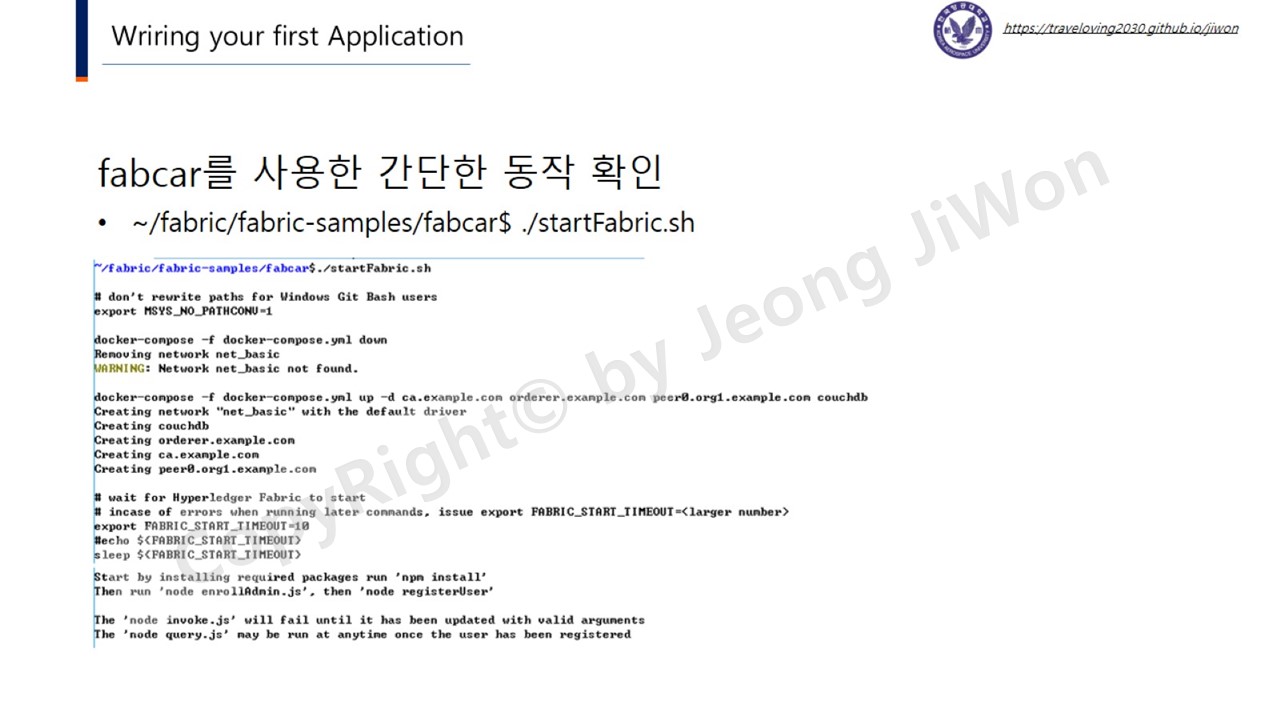 Wriring your first Application
https://traveloving2030.github.io/jiwon
fabcar를 사용한 간단한 동작 확인
• ~/fabric/fabric-samples/fabcar$ ./startFabric.sh
~/fabric/fabric-samples/fabcar$./startFabric.sh
# don't rewrite paths for Windows Git Bash users
export MSYS_NO_PATHCONV=1
docker-compose -f docker-compose.yml down
Removing network net_basic
WARNING: Network net_basic not found.
docker-compose -f docker-compose.yml up -d ca.example.com orderer.example.com peer0.org1.example.com couchdb
Creating network "net_basic" with the default driver
Creating couchdb
Creating orderer.example.com
Creating ca.example.com
Creating peer0.org1.example.com
# wait for Hyperledger Fabric to start
# incase of errors when running later commands, issue export FABRIC_START_TIMEOUT=<larger number>
export FABRIC_START_TIMEOUT=10
#echo ${FABRIC_START_TIMEOUT}
sleep ${FABRIC_START_TIMEOUT}
Start by installing required packages run 'npm install'
Then run 'node enrollAdmin.js', then 'node registerUser'
The 'node invoke.js' will fail until it has been updated with valid arguments
The 'node query.js' may be run at anytime once the user has been registered
CopyRight© by Jeong JiWon